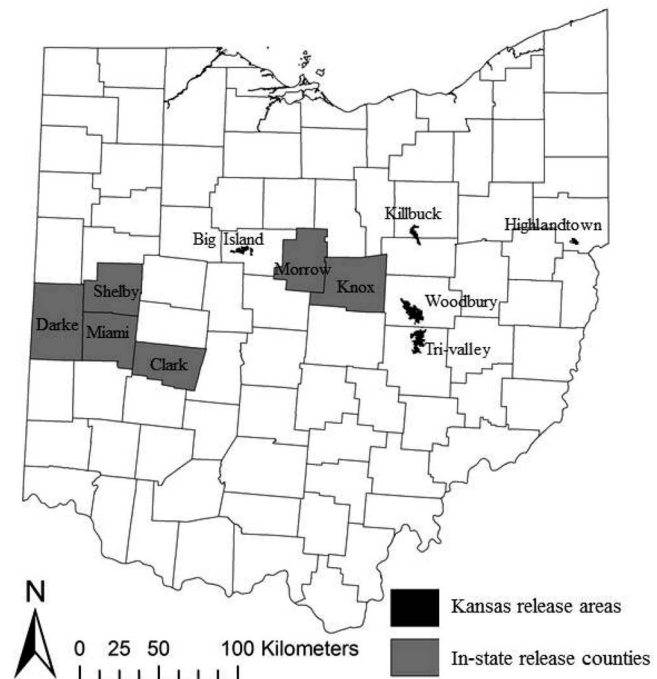 Killbuck
Highlandtown
Big Island
Morrow
Knox
Shelby
Woodbury
Darke
Miami
Tri-valley
Clark
N
0 25 50 100 Kilometers
Kansas release areas
In-state release counties